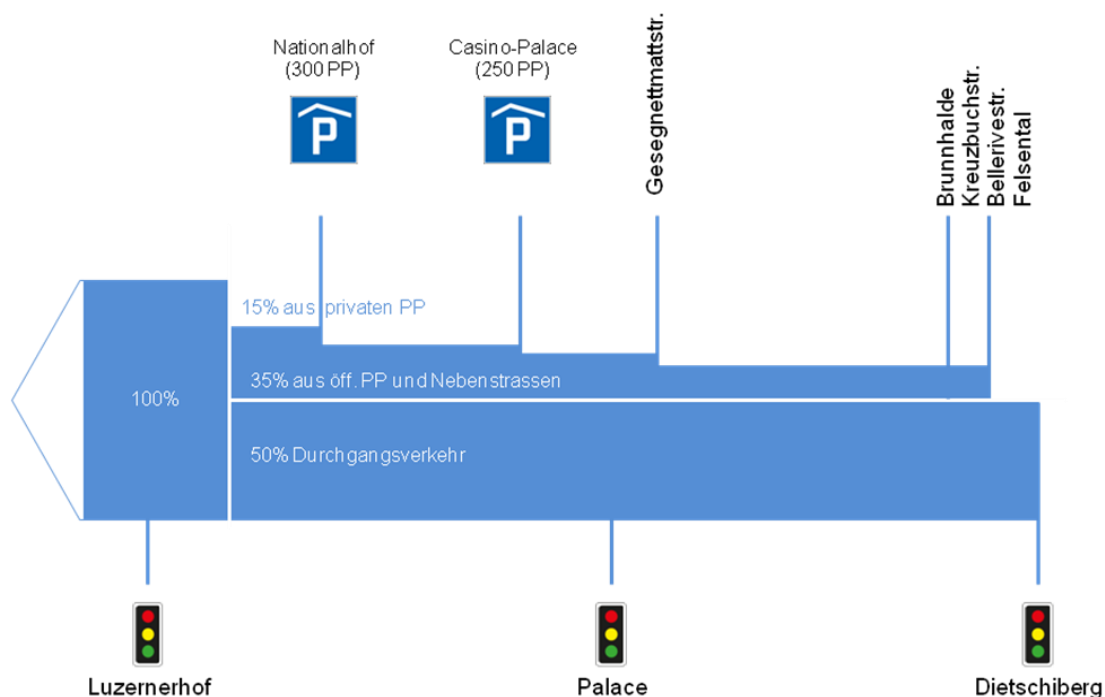 Nationalhof
(300 PP)
Casino-Palace
(250 PP)
Gesegnettmattstr.
Brunnhalde
Kreuzbuchstr.
Bellerivestr.
Felsental
P
P
15% aus privaten PP
35% aus öff. PP und Nebenstrassen
100%
50% Durchgangsverkehr
Luzernerhof
Palace
Dietschiberg